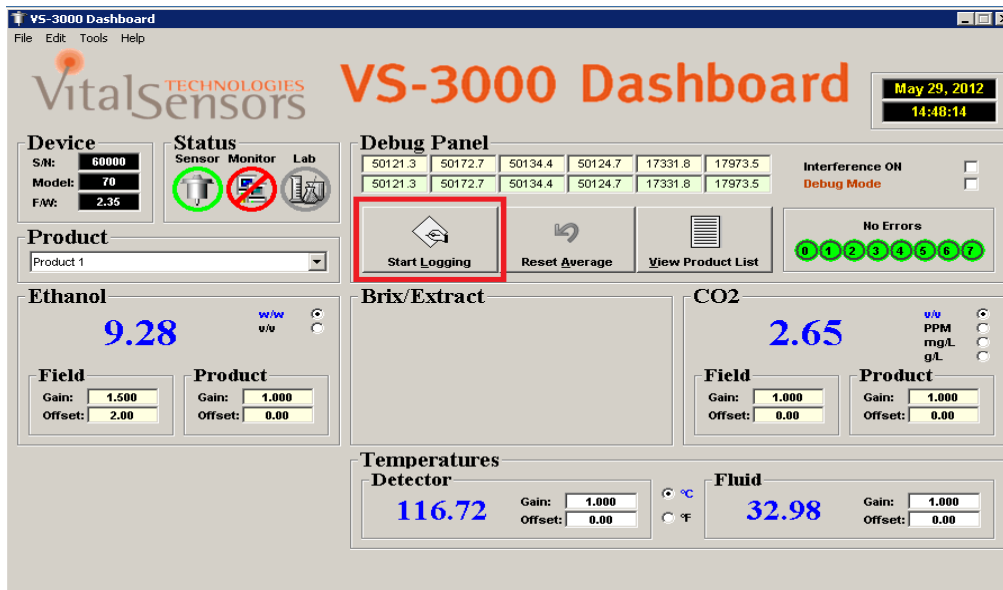 VS-3000 Dashboard
File Edit Tools Help
VitalSensors TECHNOLOGIES
VS-3000 Dashboard
May 29, 2012
14:48:14
Device
S/N: 60000
Model: 70
F/W: 2.35
Status
Sensor Monitor Lab
Debug Panel
50121.3 50172.7 50134.4 50124.7 17331.8 17973.5
50121.3 50172.7 50134.4 50124.7 17331.8 17973.5
Interference ON
Debug Mode
Start Logging
Reset Average
View Product List
No Errors
0 1 2 3 4 5 6 7
Product
Product 1
Ethanol
9.28
w/w
v/v
Field
Gain: 1.500
Offset: 2.00
Product
Gain: 1.000
Offset: 0.00
Brix/Extract
CO2
2.65
v/v
PPM
mg/L
g/L
Field
Gain: 1.000
Offset: 0.00
Product
Gain: 1.000
Offset: 0.00
Temperatures
Detector
116.72
Gain: 1.000
Offset: 0.00
°C
°F
Fluid
32.98
Gain: 1.000
Offset: 0.00